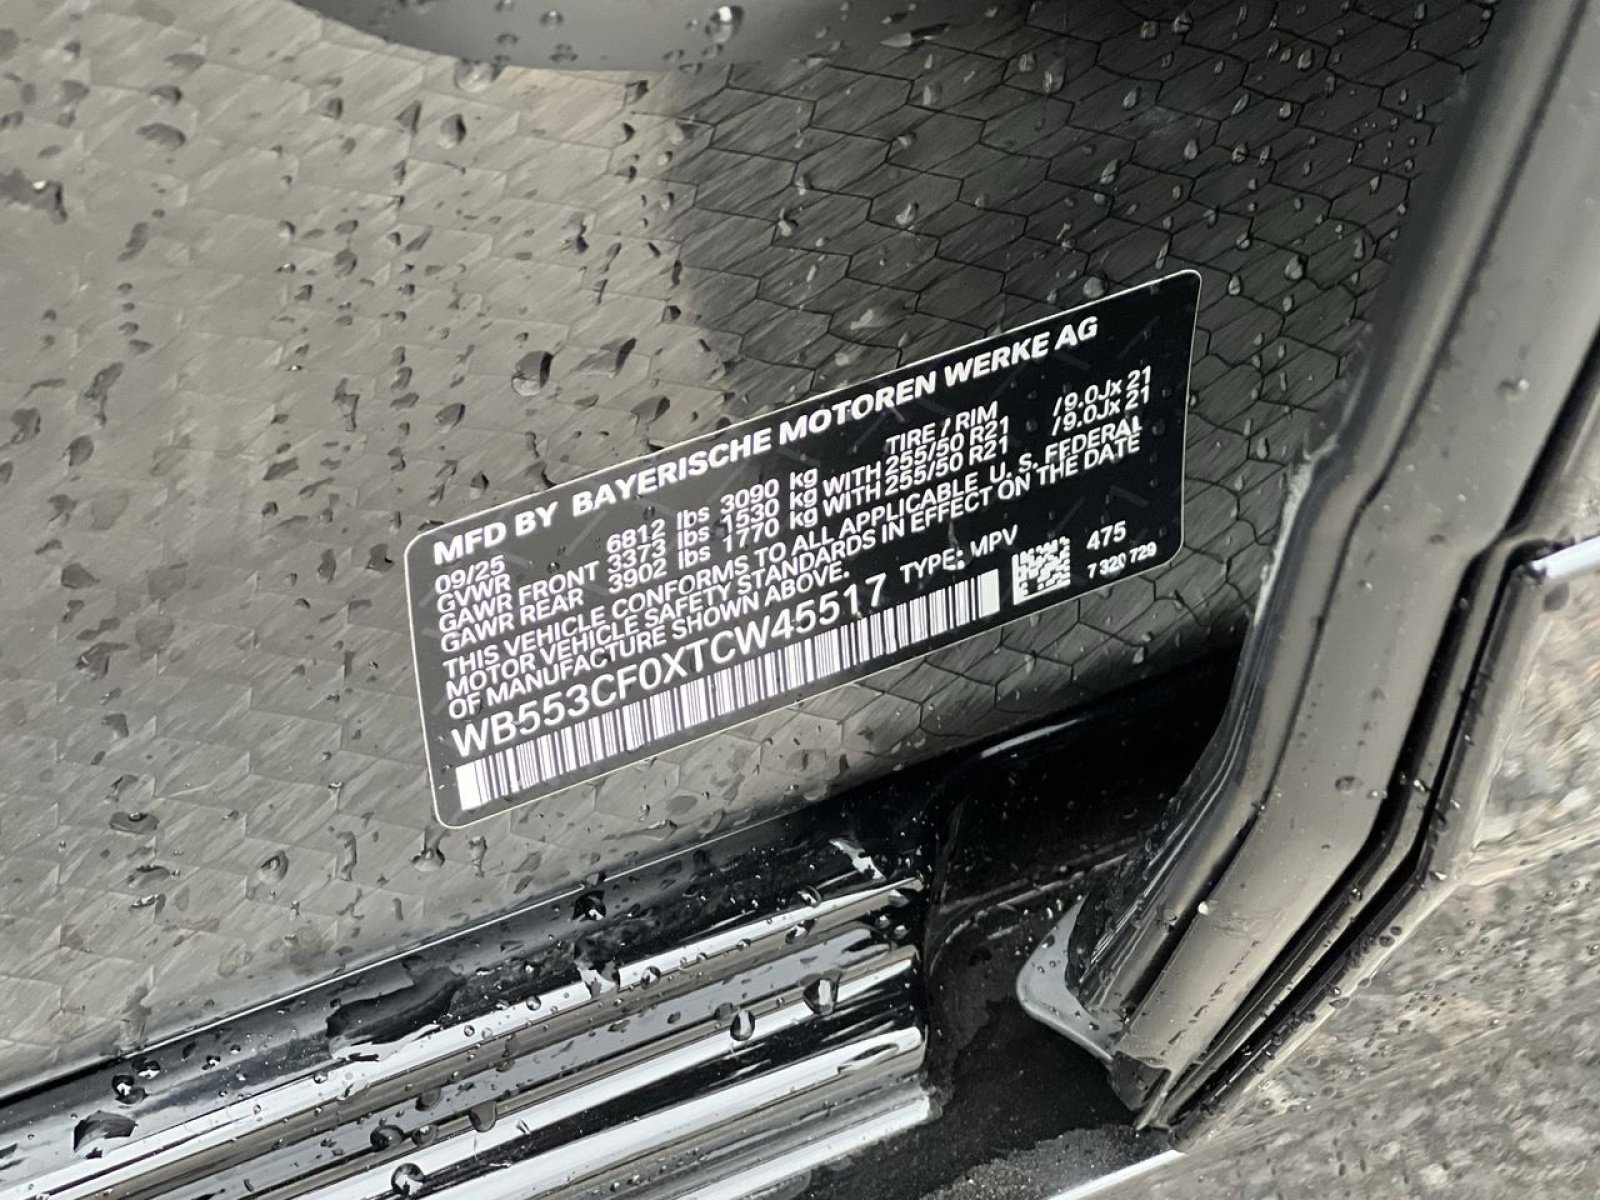 MFD BY BAYERISCHE MOTOREN WERKE AG
09/25 TIRE / RIM
GVWR 6812 lbs 3090 kg
GAWR FRONT 3373 lbs 1530 kg WITH 255/50 R21 /9.0Jx 21
GAWR REAR 3902 lbs 1770 kg WITH 255/50 R21 /9.0Jx 21
THIS VEHICLE CONFORMS TO ALL APPLICABLE U. S. FEDERAL
MOTOR VEHICLE SAFETY STANDARDS IN EFFECT ON THE DATE
OF MANUFACTURE SHOWN ABOVE.
WB553CF0XTCW45517 TYPE: MPV 475
7 320 729